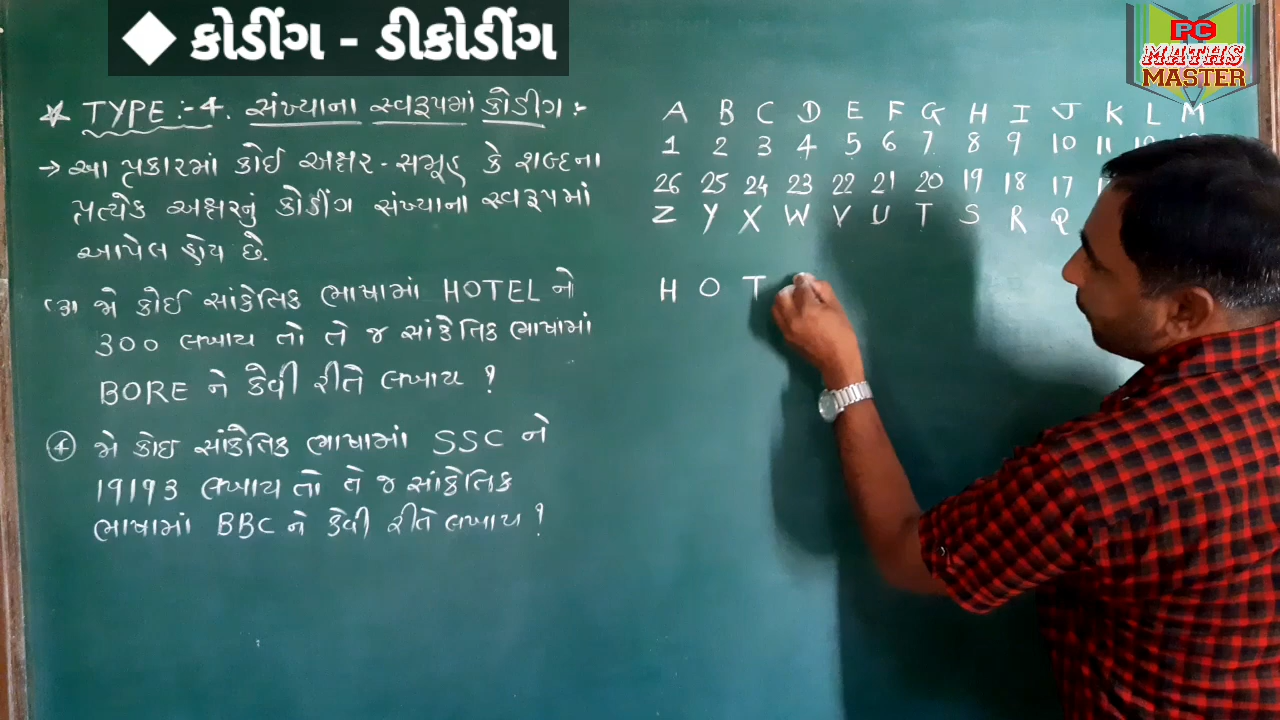 ◆ કોડીંગ - ડીકોડીંગ
PC
MATHS
MASTER
☆ TYPE :- 4. સંખ્યાના સ્વરૂપમાં કોડીંગ :-
→ આ પ્રકારમાં કોઈ અક્ષર-સમૂહ કે શબ્દના
પ્રત્યેક અક્ષરનું કોડીંગ સંખ્યાના સ્વરૂપમાં
આપેલ હોય છે.
જો કોઈ સાંકેતિક ભાષામાં HOTEL નો
300 લખાય તો તે જ સાંકેતિક ભાષામાં
BORE ને કેવી રીતે લખાય ?
④ જો કોઇ સાંકેતિક ભાષામાં SSC ને
19193 લખાય તો તે જ સાંકેતિક
ભાષામાં BBC ને કેવી રીતે લખાય ?
A B C D E F G H I J K L M
1 2 3 4 5 6 7 8 9 10 11
26 25 24 23 22 21 20 19 18 17
Z Y X W V U T S R Q
H O T